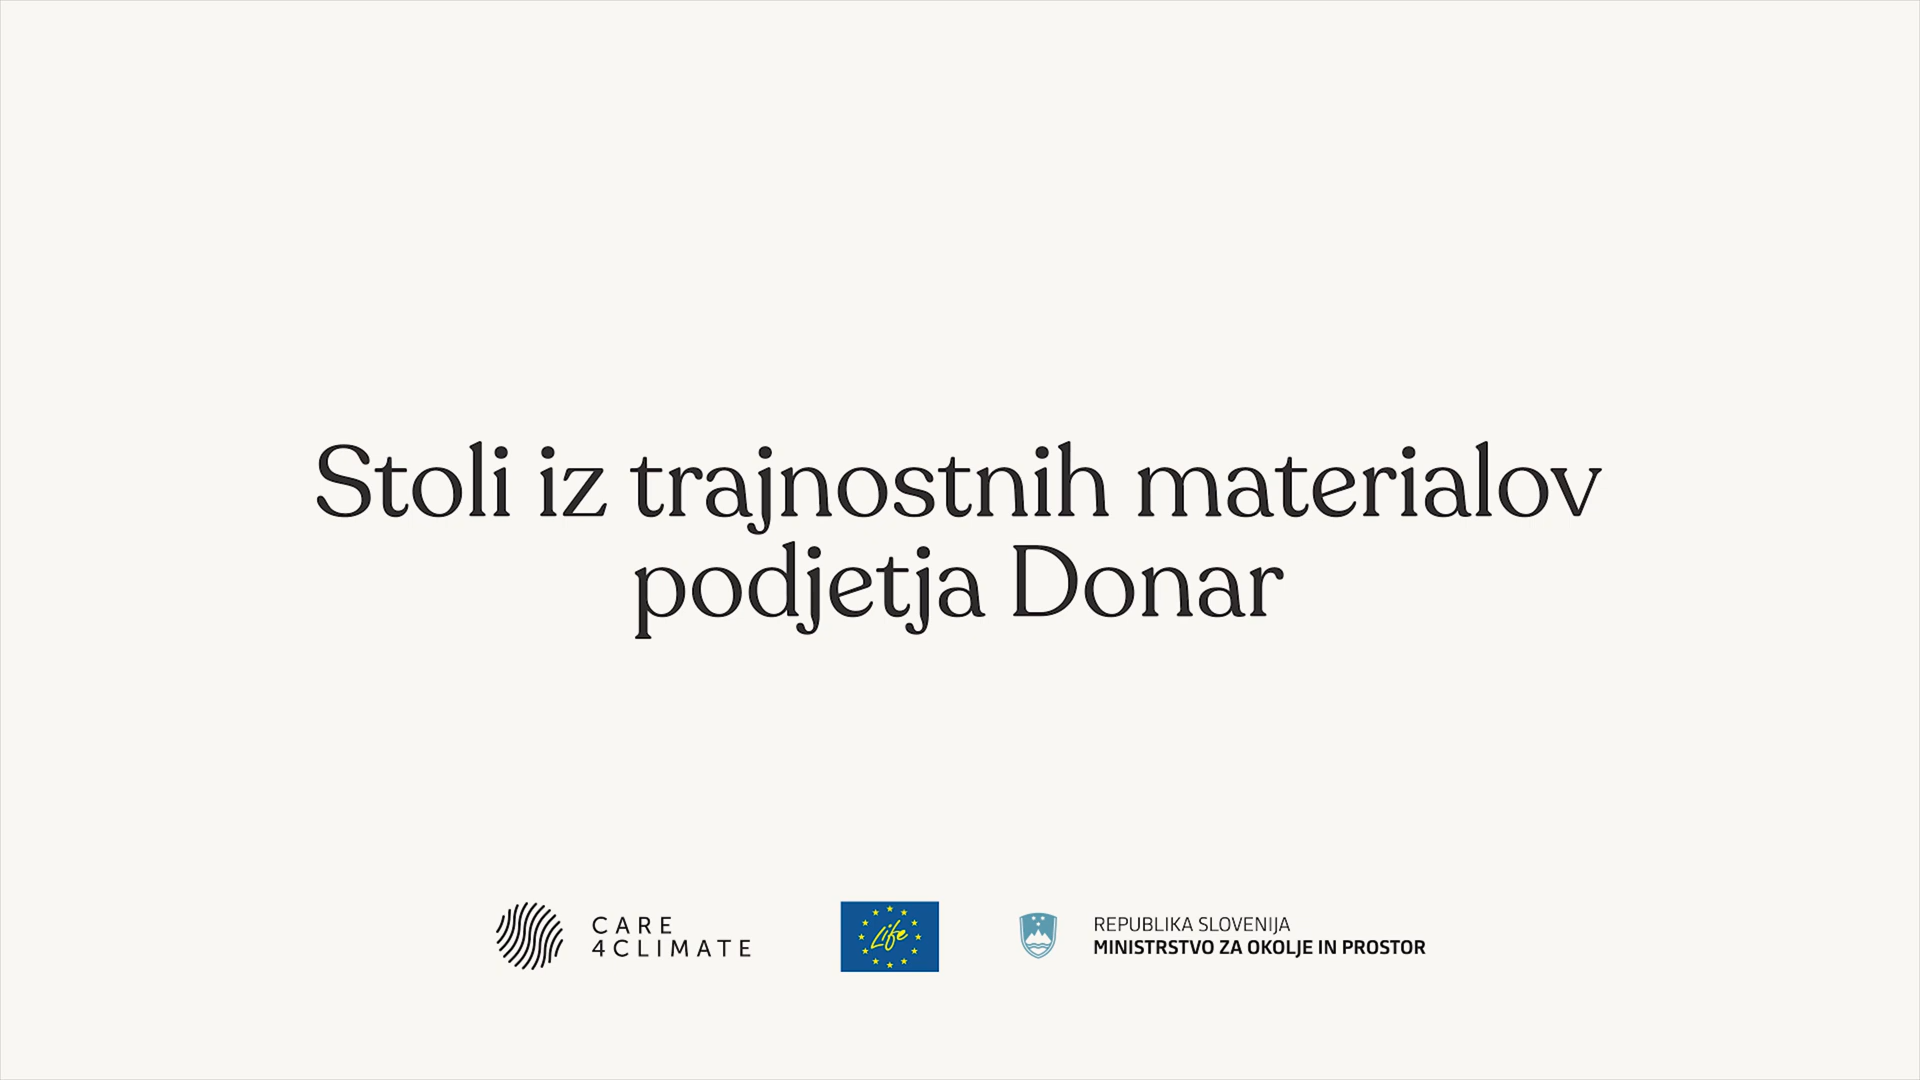 Stoli iz trajnostnih materialov
podjetja Donar
CARE
4CLIMATE
Life
REPUBLIKA SLOVENIJA
MINISTRSTVO ZA OKOLJE IN PROSTOR